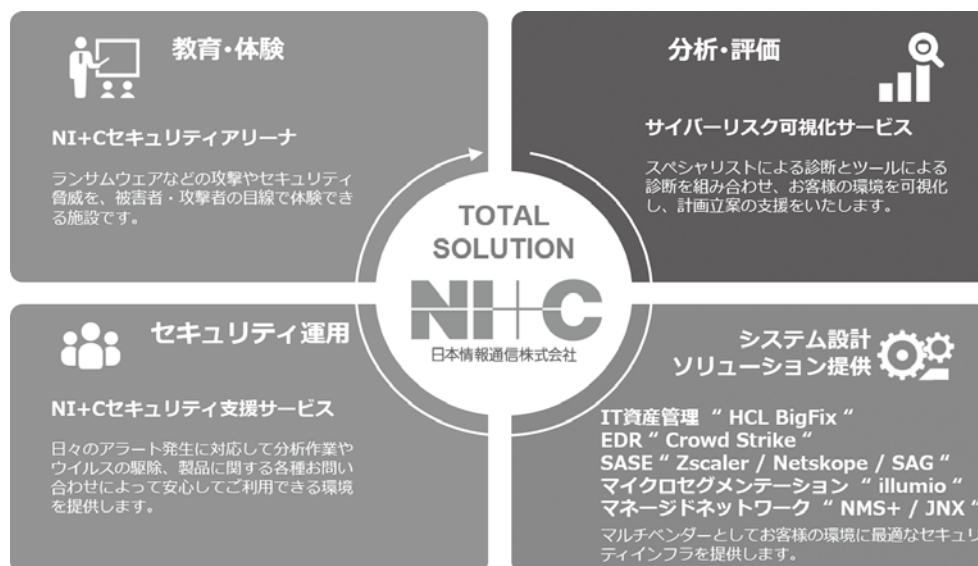 教育・体験
NI+Cセキュリティアリーナ
ランサムウェアなどの攻撃やセキュリティ
脅威を、被害者・攻撃者の目線で体験でき
る施設です。
分析・評価
サイバーリスク可視化サービス
スペシャリストによる診断とツールによる
診断を組み合わせ、お客様の環境を可視化
し、計画立案の支援をいたします。
TOTAL
SOLUTION
NI+C
日本情報通信株式会社
セキュリティ運用
NI+Cセキュリティ支援サービス
日々のアラート発生に対応して分析作業や
ウイルスの駆除、製品に関する各種お問い
合わせによって安心してご利用できる環境
を提供します。
システム設計
ソリューション提供
IT資産管理 “ HCL BigFix “
EDR “ Crowd Strike “
SASE “ Zscaler / Netskope / SAG “
マイクロセグメンテーション “ illumio “
マネージドネットワーク “ NMS+ / JNX “
マルチベンダーとしてお客様の環境に最適なセキュリ
ティインフラを提供します。